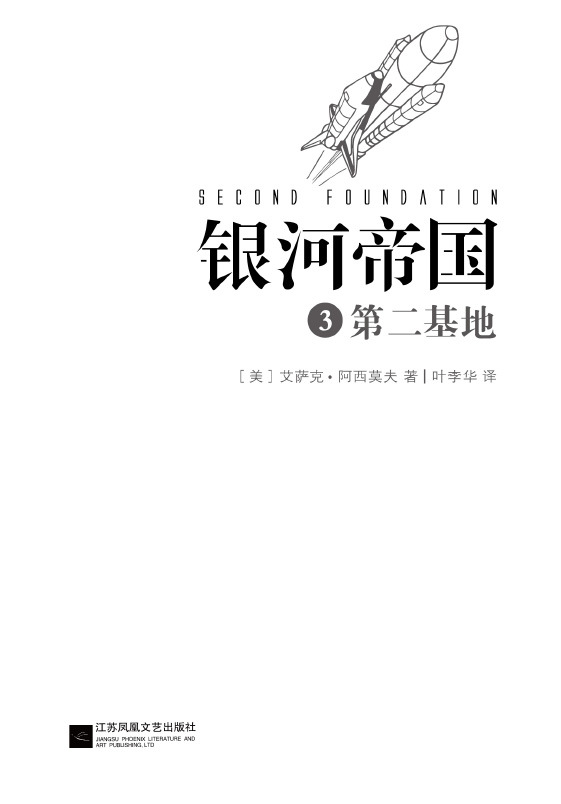 SECOND FOUNDATION
银河帝国
3 第二基地
［美］艾萨克·阿西莫夫 著｜叶李华 译
江苏凤凰文艺出版社
JIANGSU PHOENIX LITERATURE AND
ART PUBLISHING,LTD